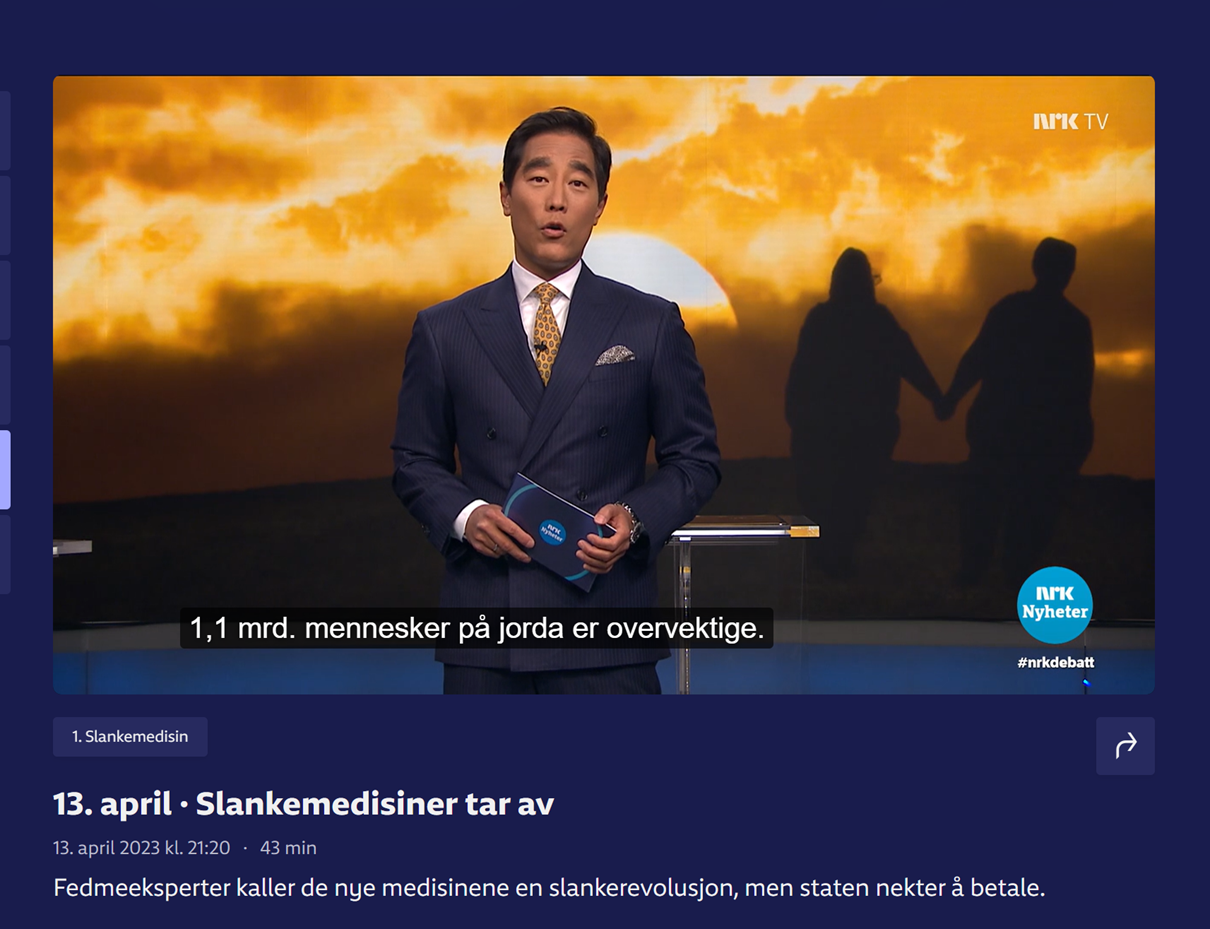 nrk TV
nrk
Nyheter
1,1 mrd. mennesker på jorda er overvektige.
nrk
Nyheter
#nrkdebatt
1. Slankemedisin
13. april · Slankemedisiner tar av
13. april 2023 kl. 21:20 · 43 min
Fedmeeksperter kaller de nye medisinene en slankerevolusjon, men staten nekter å betale.